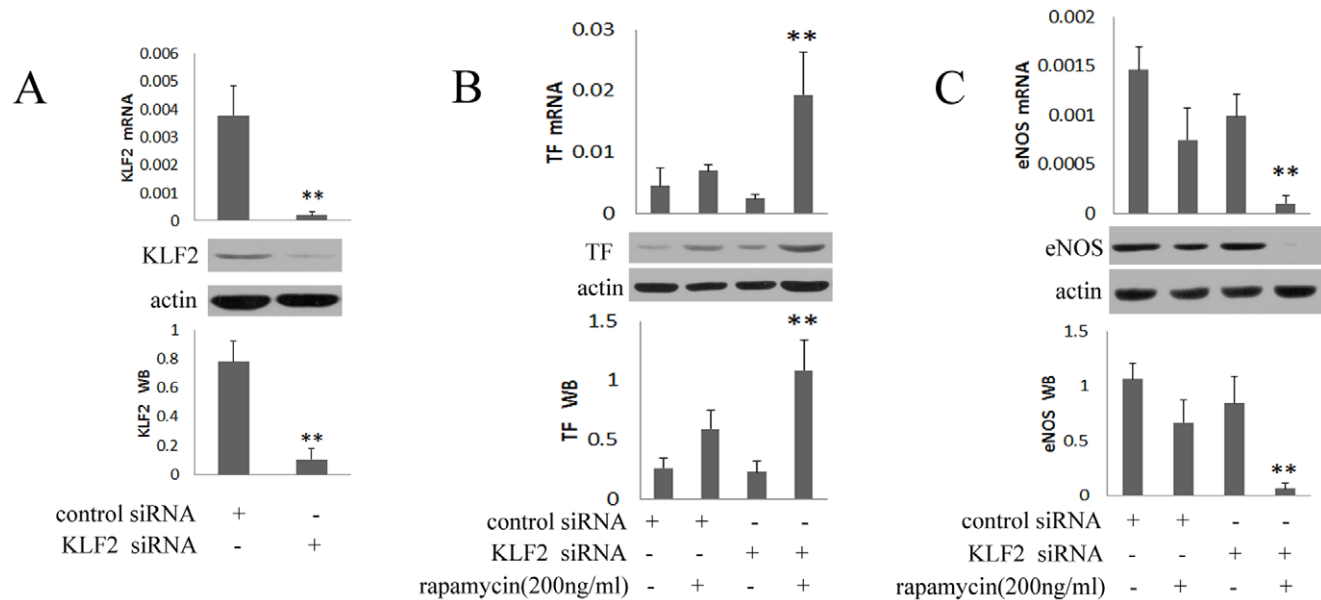 A
KLF2 mRNA
0.006
0.005
0.004
0.003
0.002
0.001
0
**
KLF2
actin
KLF2 WB
1
0.8
0.6
0.4
0.2
0
**
control siRNA + -
KLF2 siRNA - +
B
TF mRNA
0.03
0.02
0.01
0
**
TF
actin
TF WB
1.5
1
0.5
0
**
control siRNA + + - -
KLF2 siRNA - - + +
rapamycin(200ng/ml) - + - +
C
eNOS mRNA
0.002
0.0015
0.001
0.0005
0
**
eNOS
actin
eNOS WB
1.5
1
0.5
0
**
control siRNA + + - -
KLF2 siRNA - - + +
rapamycin(200ng/ml) - + - +